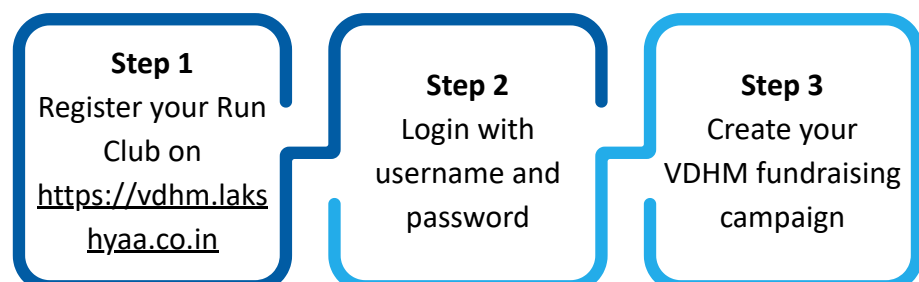 Step 1
Register your Run
Club on
https://vdhm.laks
hyaa.co.in
Step 2
Login with
username and
password
Step 3
Create your
VDHM fundraising
campaign